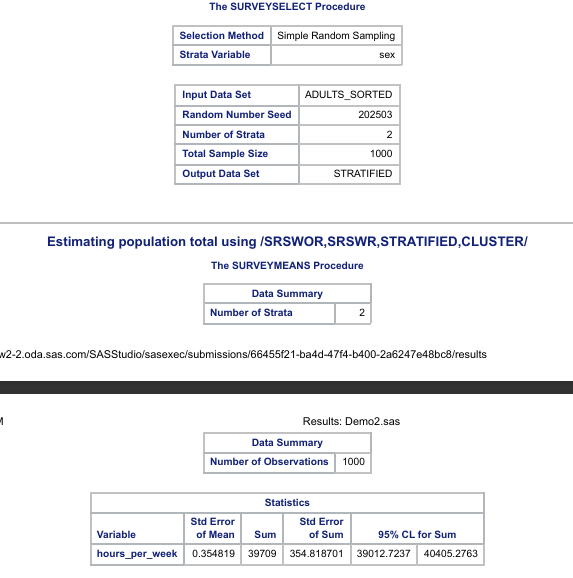 The SURVEYSELECT Procedure
Selection Method Simple Random Sampling
Strata Variable sex
Input Data Set ADULTS_SORTED
Random Number Seed 202503
Number of Strata 2
Total Sample Size 1000
Output Data Set STRATIFIED
Estimating population total using /SRSWOR,SRSWR,STRATIFIED,CLUSTER/
The SURVEYMEANS Procedure
Data Summary
Number of Strata 2
w2-2.oda.sas.com/SASStudio/sasexec/submissions/66455f21-ba4d-47f4-b400-2a6247e48bc8/results
M Results: Demo2.sas
Data Summary
Number of Observations 1000
Statistics
Variable Std Error of Mean Sum Std Error of Sum 95% CL for Sum
hours_per_week 0.354819 39709 354.818701 39012.7237 40405.2763